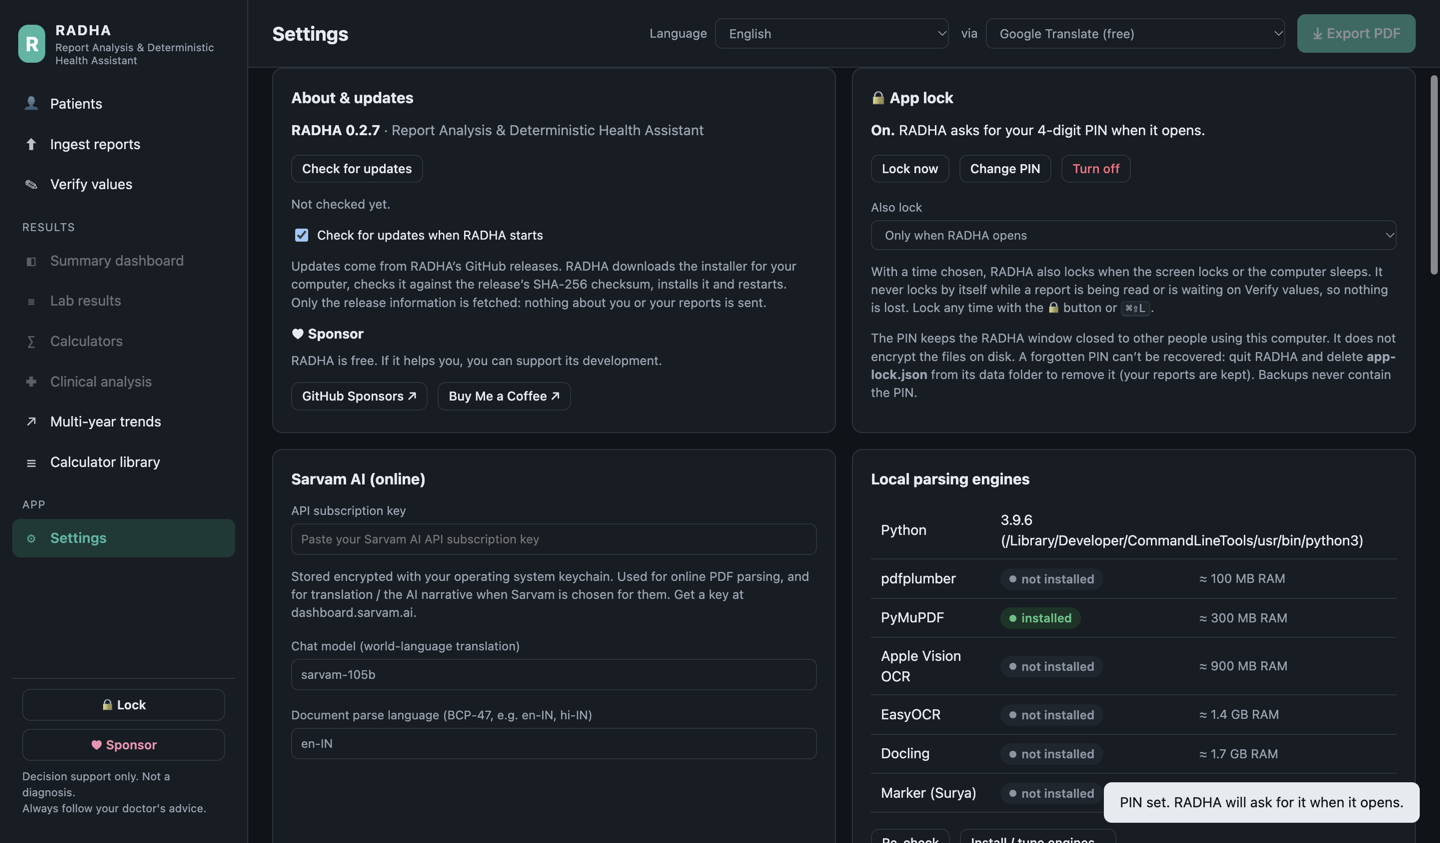 R
RADHA
Report Analysis & Deterministic
Health Assistant
Patients
Ingest reports
Verify values
RESULTS
Summary dashboard
Lab results
Calculators
Clinical analysis
Multi-year trends
Calculator library
APP
Settings
Lock
Sponsor
Decision support only. Not a
diagnosis.
Always follow your doctor's advice.
Settings
Language
English
via
Google Translate (free)
Export PDF
About & updates
RADHA 0.2.7 · Report Analysis & Deterministic Health Assistant
Check for updates
Not checked yet.
Check for updates when RADHA starts
Updates come from RADHA's GitHub releases. RADHA downloads the installer for your
computer, checks it against the release's SHA-256 checksum, installs it and restarts.
Only the release information is fetched: nothing about you or your reports is sent.
Sponsor
RADHA is free. If it helps you, you can support its development.
GitHub Sponsors ↗
Buy Me a Coffee ↗
App lock
On. RADHA asks for your 4-digit PIN when it opens.
Lock now
Change PIN
Turn off
Also lock
Only when RADHA opens
With a time chosen, RADHA also locks when the screen locks or the computer sleeps. It
never locks by itself while a report is being read or is waiting on Verify values, so nothing
is lost. Lock any time with the 🔒 button or ⌘⇧L.
The PIN keeps the RADHA window closed to other people using this computer. It does not
encrypt the files on disk. A forgotten PIN can't be recovered: quit RADHA and delete app-
lock.json from its data folder to remove it (your reports are kept). Backups never contain
the PIN.
Sarvam AI (online)
API subscription key
Paste your Sarvam AI API subscription key
Stored encrypted with your operating system keychain. Used for online PDF parsing, and
for translation / the AI narrative when Sarvam is chosen for them. Get a key at
dashboard.sarvam.ai.
Chat model (world-language translation)
sarvam-105b
Document parse language (BCP-47, e.g. en-IN, hi-IN)
en-IN
Local parsing engines
Python
3.9.6
(/Library/Developer/CommandLineTools/usr/bin/python3)
pdfplumber not installed ≈ 100 MB RAM
PyMuPDF installed ≈ 300 MB RAM
Apple Vision
OCR
not installed ≈ 900 MB RAM
EasyOCR not installed ≈ 1.4 GB RAM
Docling not installed ≈ 1.7 GB RAM
Marker (Surya) not installed
PIN set. RADHA will ask for it when it opens.
Re-check
Install / tune engines